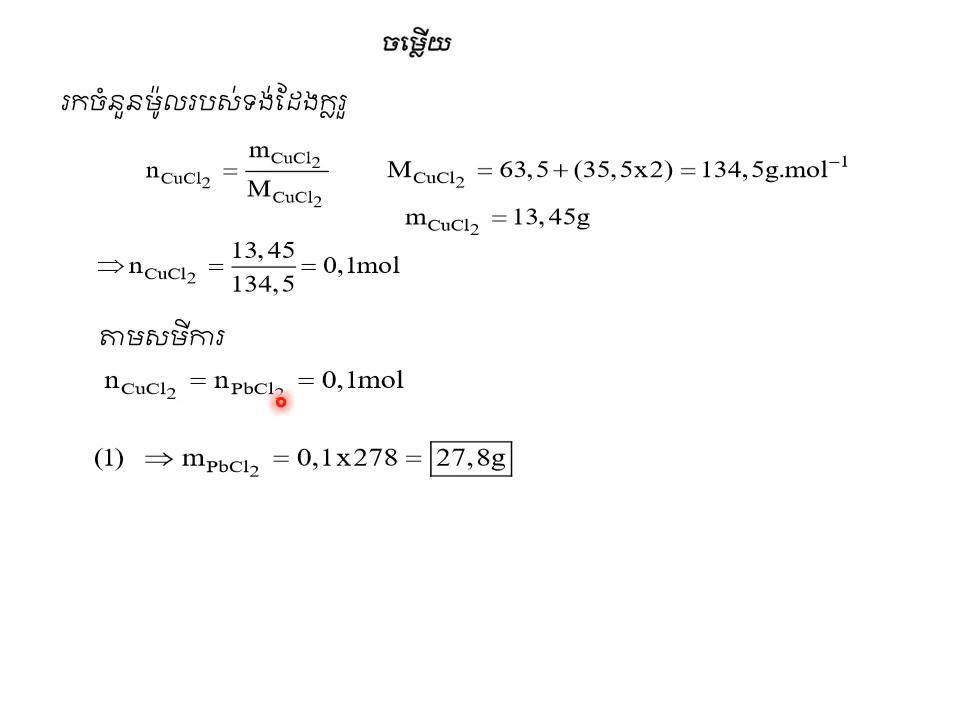 ចម្លើយ
រកចំនួនម៉ូលរបស់ទង់ដែងក្លរួ
n_CuCl₂ = m_CuCl₂ / M_CuCl₂ M_CuCl₂ = 63,5 + (35,5x2) = 134,5g.mol⁻¹
m_CuCl₂ = 13,45g
⇒ n_CuCl₂ = 13,45 / 134,5 = 0,1mol
តាមសមីការ
n_CuCl₂ = n_PbCl₂ = 0,1mol
(1) ⇒ m_PbCl₂ = 0,1x278 = 27,8g